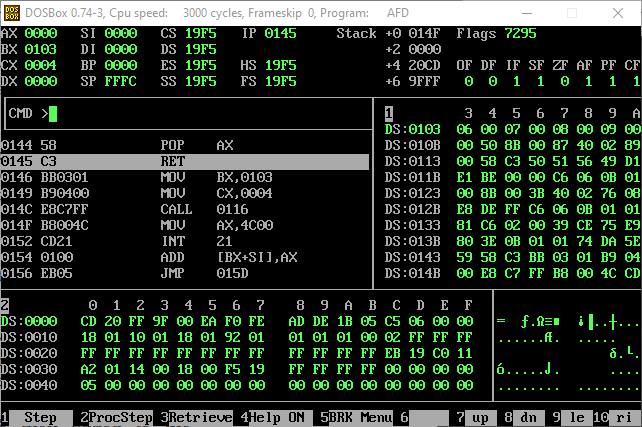 DOSBox 0.74-3, Cpu speed: 3000 cycles, Frameskip 0, Program: AFD
AX 0000 SI 0000 CS 19F5 IP 0145 Stack +0 014F Flags 7295
BX 0103 DI 0000 DS 19F5 +2 0000
CX 0004 BP 0000 ES 19F5 HS 19F5 +4 20CD OF DF IF SF ZF AF PF CF
DX 0000 SP FFFC SS 19F5 FS 19F5 +6 9FFF 0 0 1 1 0 1 1 1
CMD >
1 3 4 5 6 7 8 9 A
DS:0103 06 00 07 00 08 00 09 00
DS:010B 00 50 8B 00 87 40 02 89
DS:0113 00 58 C3 50 51 56 49 D1
DS:011B E1 BE 00 00 C6 06 0B 01
DS:0123 00 8B 00 3B 40 02 76 08
DS:012B E8 DE FF C6 06 0B 01 01
DS:0133 81 C6 02 00 39 CE 75 E9
DS:013B 80 3E 0B 01 01 74 DA 5E
DS:0143 59 58 C3 BB 03 01 B9 04
DS:014B 00 E8 C7 FF B8 00 4C CD
0144 58 POP AX
0145 C3 RET
0146 BB0301 MOV BX,0103
0149 B90400 MOV CX,0004
014C E8C7FF CALL 0116
014F B8004C MOV AX,4C00
0152 CD21 INT 21
0154 0100 ADD [BX+SI],AX
0156 EB05 JMP 015D
2 0 1 2 3 4 5 6 7 8 9 A B C D E F
DS:0000 CD 20 FF 9F 00 EA F0 FE AD DE 1B 05 C5 06 00 00 = ƒ.Ω≡■ ¡▐..┼...
DS:0010 18 01 10 01 18 01 92 01 01 01 01 00 02 FF FF FF ......Æ. .....
DS:0020 FF FF FF FF FF FF FF FF FF FF FF FF EB 19 C0 11 δ.└.
DS:0030 A2 01 14 00 18 00 F5 19 FF FF FF FF 00 00 00 00 ó.....⌡. ....
DS:0040 05 00 00 00 00 00 00 00 00 00 00 00 00 00 00 00 ........ ........
1 Step 2ProcStep 3Retrieve 4Help ON 5BRK Menu 6 7 up 8 dn 9 le 10 ri